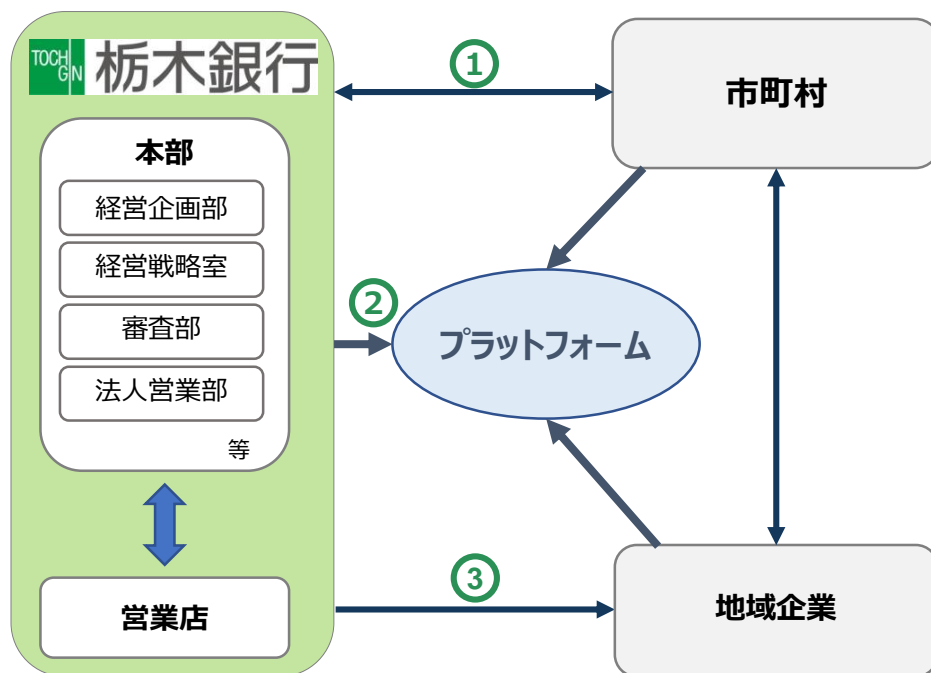 TOCHGIN 栃木銀行
本部
経営企画部
経営戦略室
審査部
法人営業部
等
営業店
①
市町村
②
プラットフォーム
③
地域企業